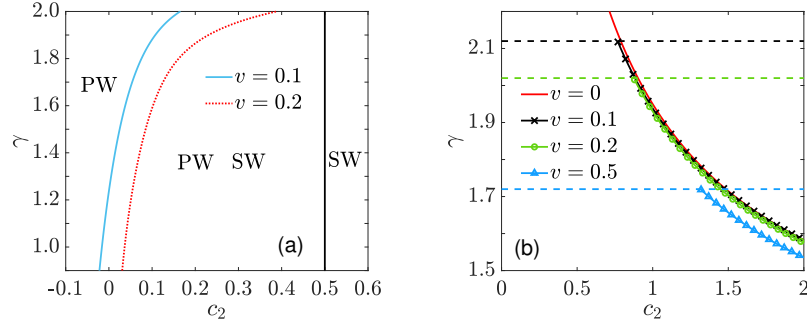 2.0
1.8
1.6
1.4
1.2
1.0
γ
PW
v = 0.1
v = 0.2
PW SW
SW
(a)
-0.1 0 0.1 0.2 0.3 0.4 0.5 0.6
c2
2.1
1.9
1.7
1.5
γ
v = 0
v = 0.1
v = 0.2
v = 0.5
(b)
0 0.5 1 1.5 2
c2